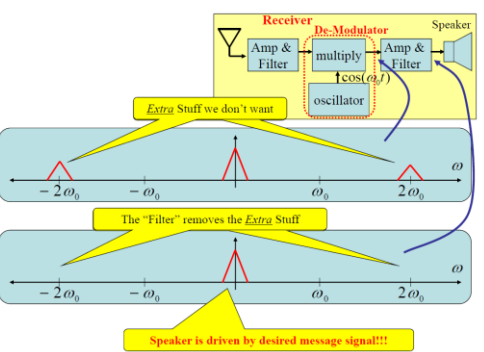 Receiver
De-Modulator
Speaker
Amp &
Filter
multiply
Amp &
Filter
cos(ω₀t)
oscillator
Extra Stuff we don't want
ω
− 2ω₀
− ω₀
ω₀
2ω₀
The "Filter" removes the Extra Stuff
ω
− 2ω₀
− ω₀
ω₀
2ω₀
Speaker is driven by desired message signal!!!